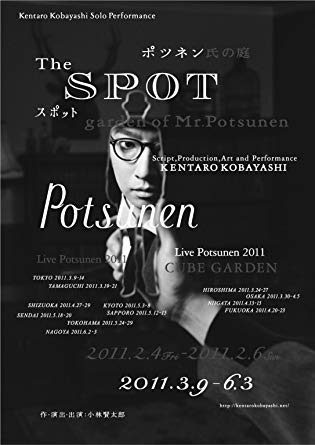 Kentaro Kobayashi Solo Performance
ポツネン氏の庭
The
SPOT
スポット
garden of Mr.Potsunen
Script,Production,Art and Performance
KENTARO KOBAYASHI
Potsunen
Live Potsunen 2011
Live Potsunen 2011
CUBE GARDEN
TOKYO 2011.3.9-14
YAMAGUCHI 2011.3.19-21
HIROSHIMA 2011.3.24-27
OSAKA 2011.3.30-4.5
NIIGATA 2011.4.13-15
FUKUOKA 2011.4.20-23
SHIZUOKA 2011.4.27-29
KYOTO 2011.5.3-8
SAPPORO 2011.5.12-15
SENDAI 2011.5.18-20
YOKOHAMA 2011.5.24-29
NAGOYA 2011.6.2-3
2011.2.4Fri-2011.2.6Sun
2011.3.9-6.3
作・演出・出演:小林賢太郎
http://kentarokobayashi.net/